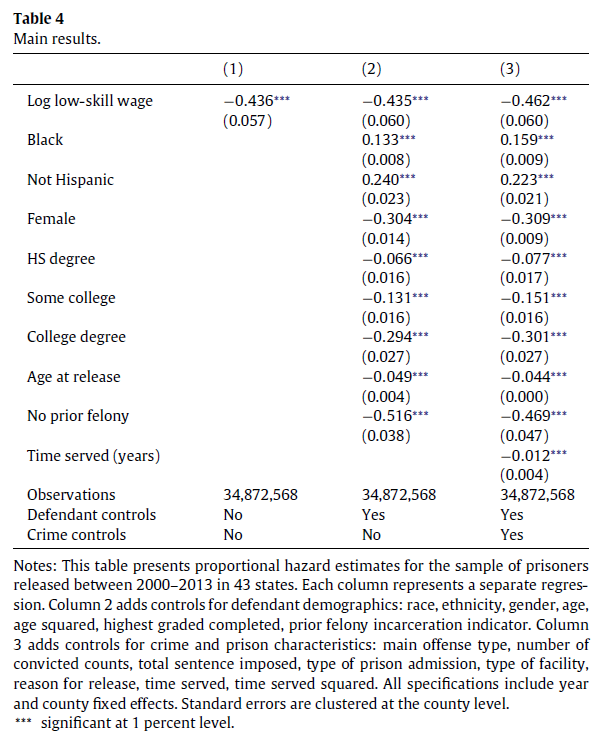 Table 4
Main results.
(1) (2) (3)
Log low-skill wage −0.436*** −0.435*** −0.462***
(0.057) (0.060) (0.060)
Black 0.133*** 0.159***
(0.008) (0.009)
Not Hispanic 0.240*** 0.223***
(0.023) (0.021)
Female −0.304*** −0.309***
(0.014) (0.009)
HS degree −0.066*** −0.077***
(0.016) (0.017)
Some college −0.131*** −0.151***
(0.016) (0.016)
College degree −0.294*** −0.301***
(0.027) (0.027)
Age at release −0.049*** −0.044***
(0.004) (0.000)
No prior felony −0.516*** −0.469***
(0.038) (0.047)
Time served (years) −0.012***
(0.004)
Observations 34,872,568 34,872,568 34,872,568
Defendant controls No Yes Yes
Crime controls No No Yes
Notes: This table presents proportional hazard estimates for the sample of prisoners
released between 2000–2013 in 43 states. Each column represents a separate regres-
sion. Column 2 adds controls for defendant demographics: race, ethnicity, gender, age,
age squared, highest graded completed, prior felony incarceration indicator. Column
3 adds controls for crime and prison characteristics: main offense type, number of
convicted counts, total sentence imposed, type of prison admission, type of facility,
reason for release, time served, time served squared. All specifications include year
and county fixed effects. Standard errors are clustered at the county level.
*** significant at 1 percent level.